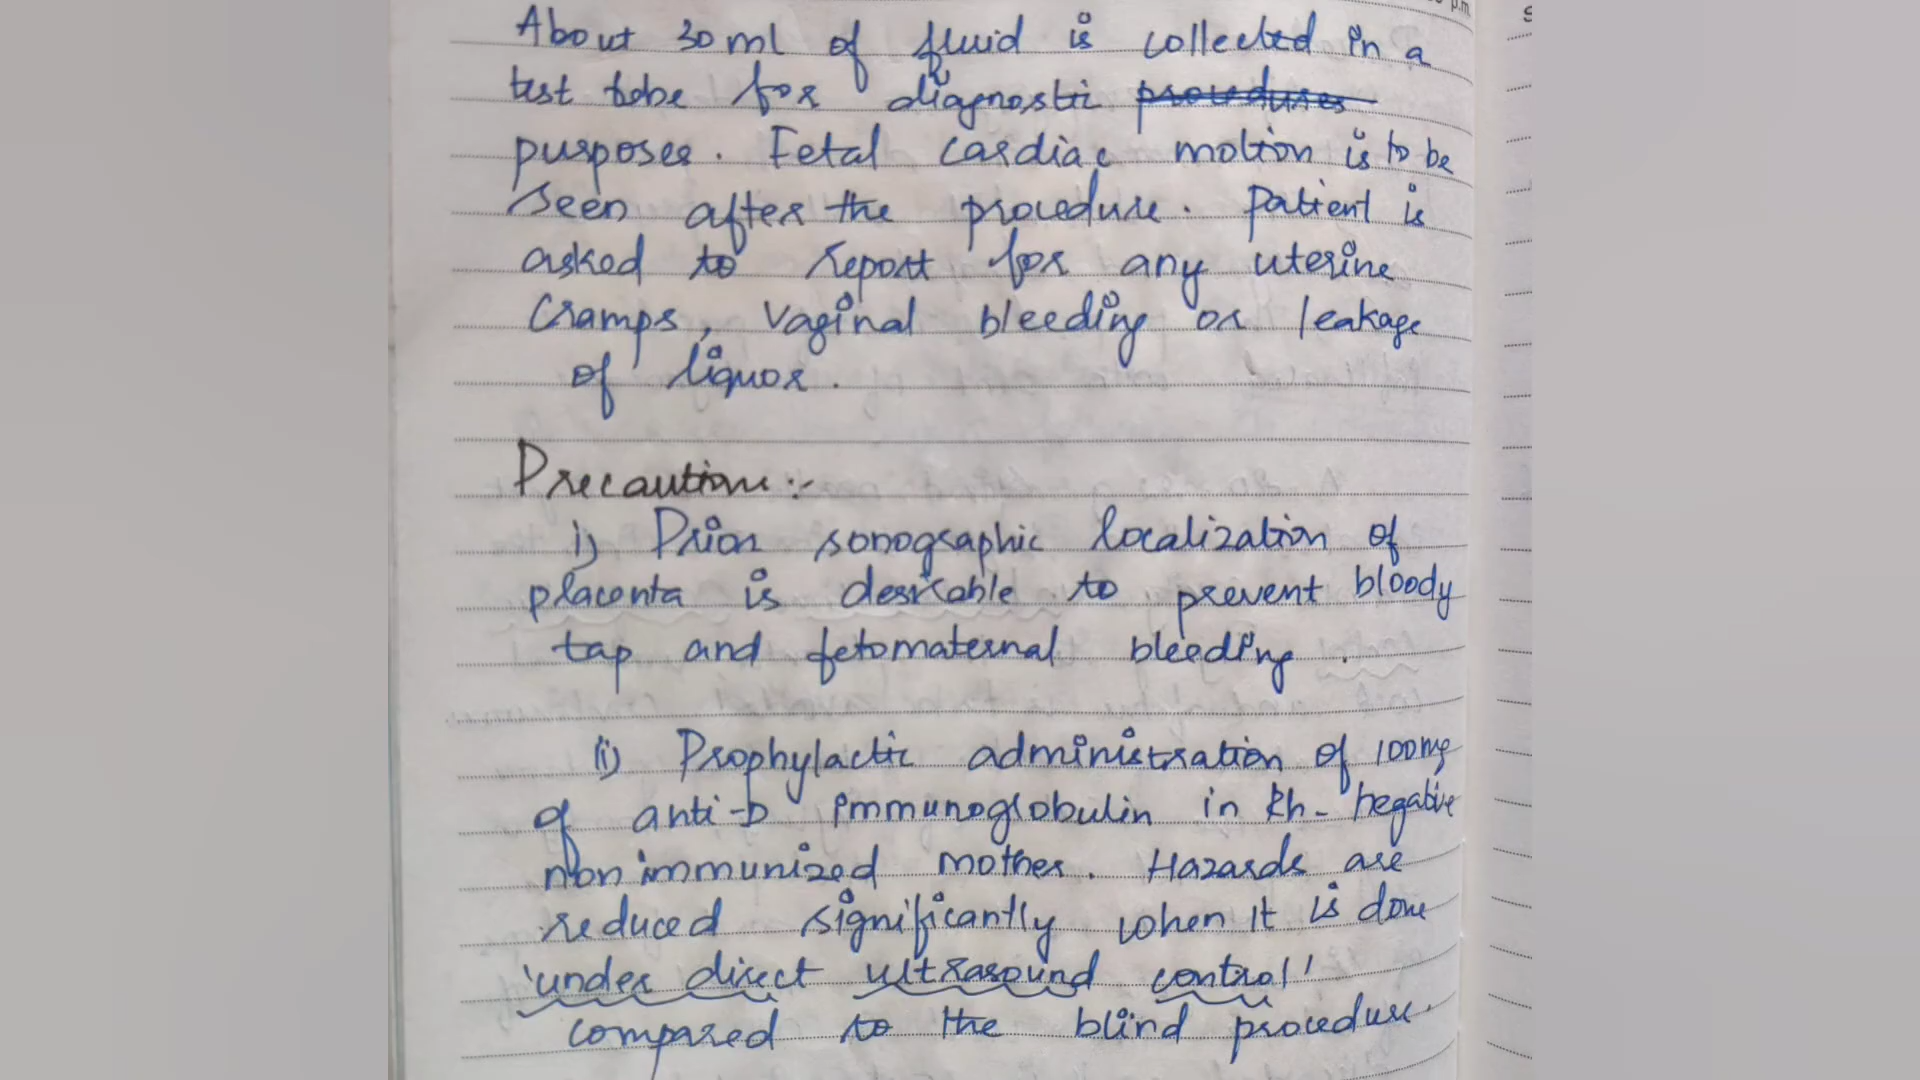 About 30 ml of fluid is collected in a
test tobe for diagnostic procedures
purposes. Fetal cardiac motion is to be
seen after the procedure. Patient is
asked to report for any uterine
Cramps, Vaginal bleeding or leakage
of liquor.
Precaution:-
i) Prior sonographic localization of
placenta is desirable to prevent bloody
tap and fetomaternal bleeding.
ii) Prophylactic administration of 100mg
of anti-D immunoglobulin in Rh- negative
non immunized mother. Hazards are
reduced significantly when it is done
'under direct ultrasound control'
compared to the blind procedure.